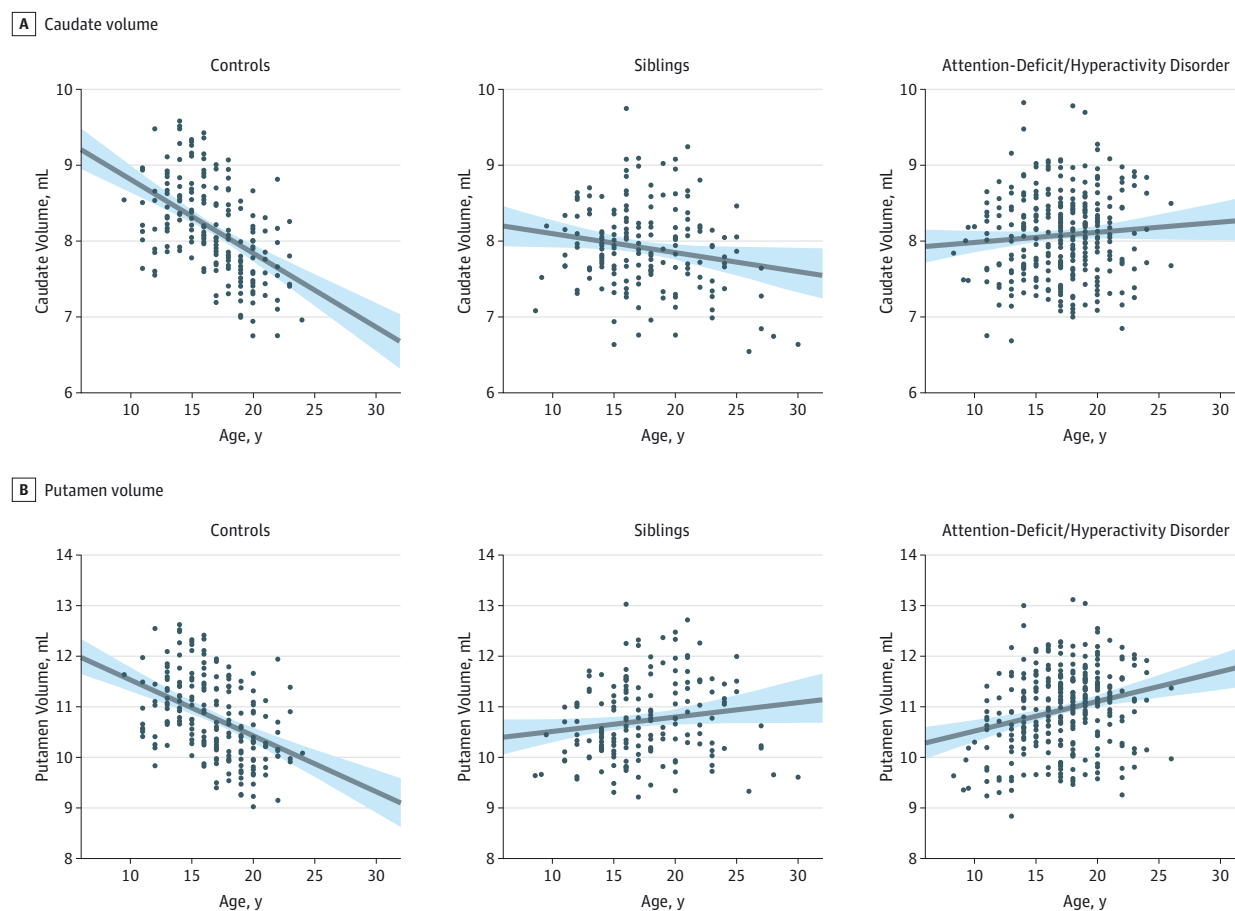 A Caudate volume
Controls
Siblings
Attention-Deficit/Hyperactivity Disorder
10
9
8
7
6
Caudate Volume, mL
10 15 20 25 30
Age, y
10
9
8
7
6
Caudate Volume, mL
10 15 20 25 30
Age, y
10
9
8
7
6
Caudate Volume, mL
10 15 20 25 30
Age, y
B Putamen volume
Controls
Siblings
Attention-Deficit/Hyperactivity Disorder
14
13
12
11
10
9
8
Putamen Volume, mL
10 15 20 25 30
Age, y
14
13
12
11
10
9
8
Putamen Volume, mL
10 15 20 25 30
Age, y
14
13
12
11
10
9
8
Putamen Volume, mL
10 15 20 25 30
Age, y